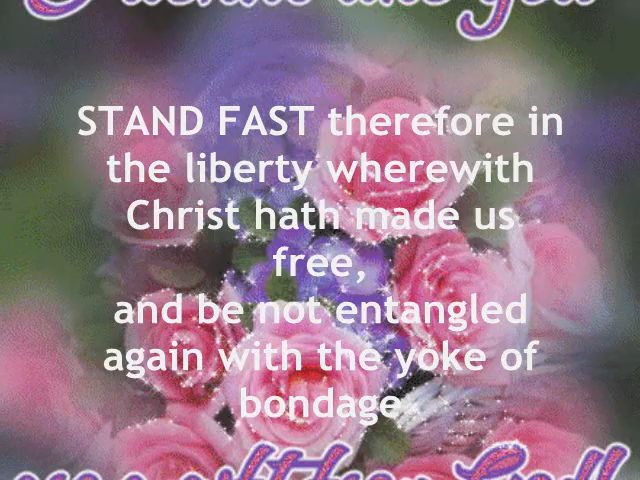 STAND FAST therefore in
the liberty wherewith
Christ hath made us
free,
and be not entangled
again with the yoke of
bondage